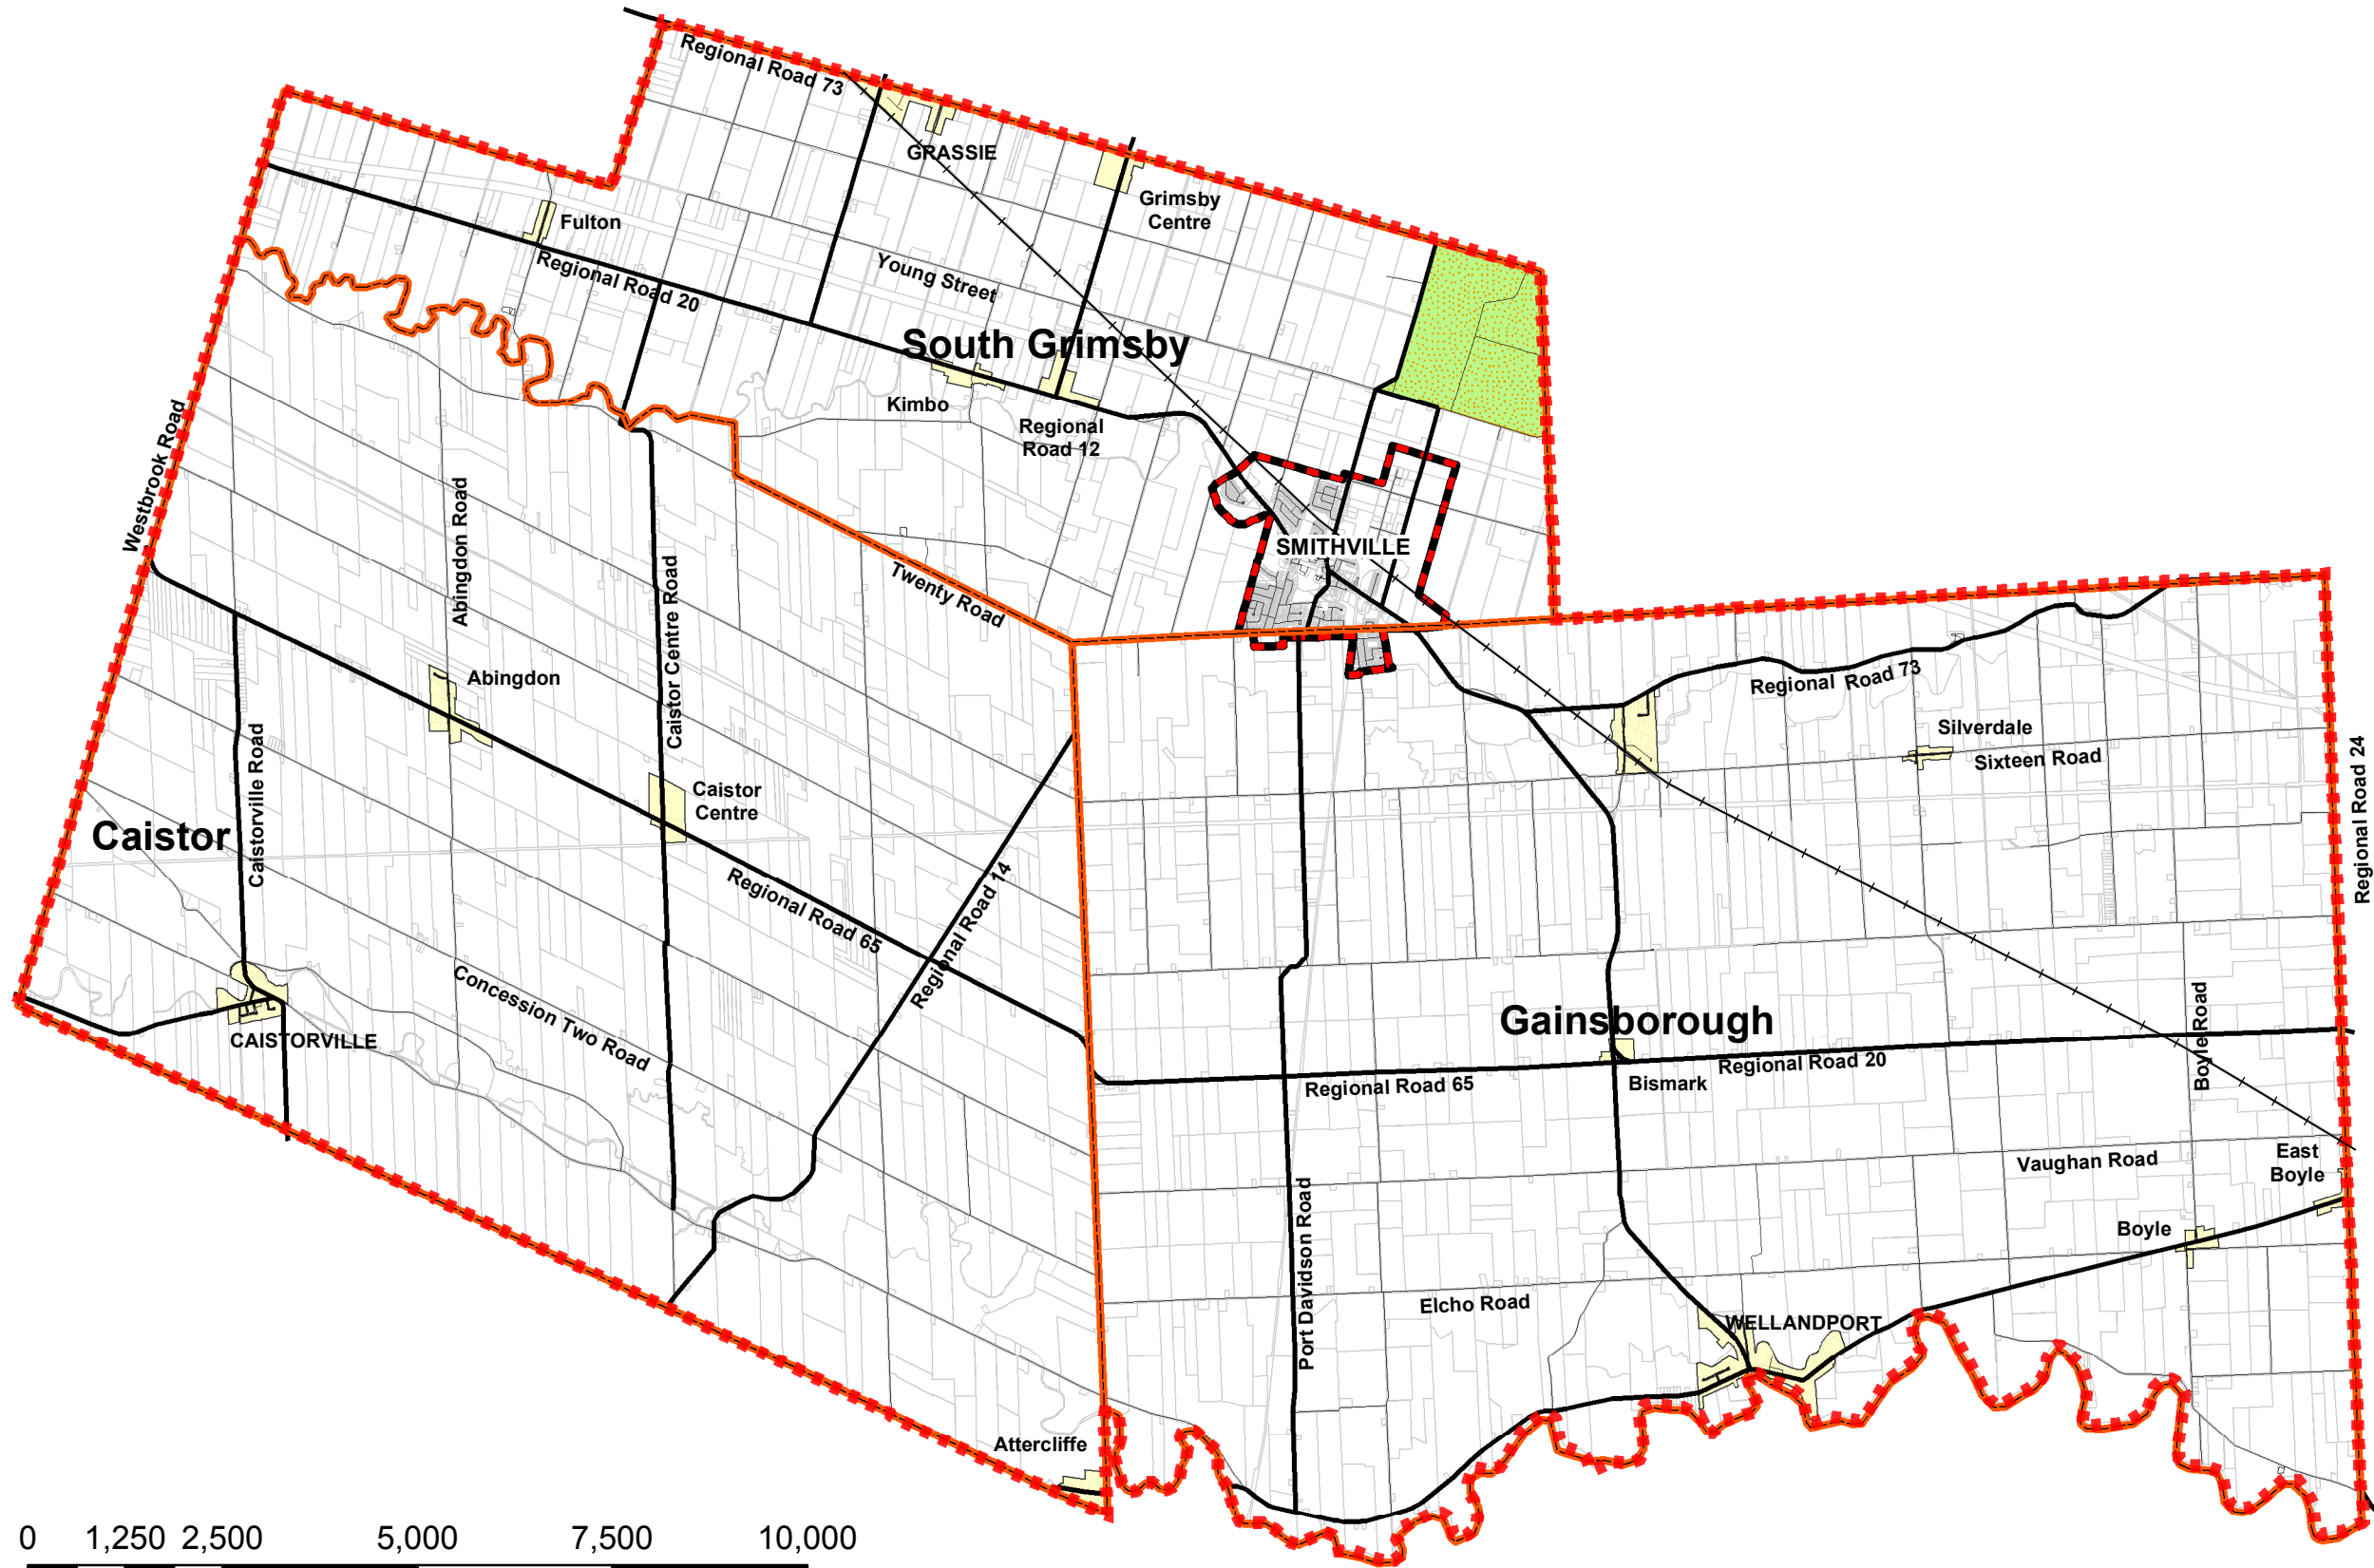 Regional Road 73
GRASSIE
Grimsby
Centre
Fulton
Regional Road 20
Young Street
South Grimsby
Kimbo
Regional
Road 12
Westbrook Road
Abingdon Road
Caistor Centre Road
Twenty Road
SMITHVILLE
Abingdon
Regional Road 73
Silverdale
Sixteen Road
Regional Road 24
Caistorville Road
Caistor
Centre
Caistor
Regional Road 65
Regional Road 14
Concession Two Road
CAISTORVILLE
Gainsborough
Boyle Road
Regional Road 20
Regional Road 65
Bismark
Vaughan Road
East
Boyle
Boyle
Port Davidson Road
Elcho Road
WELLANDPORT
Attercliffe
0 1,250 2,500 5,000 7,500 10,000